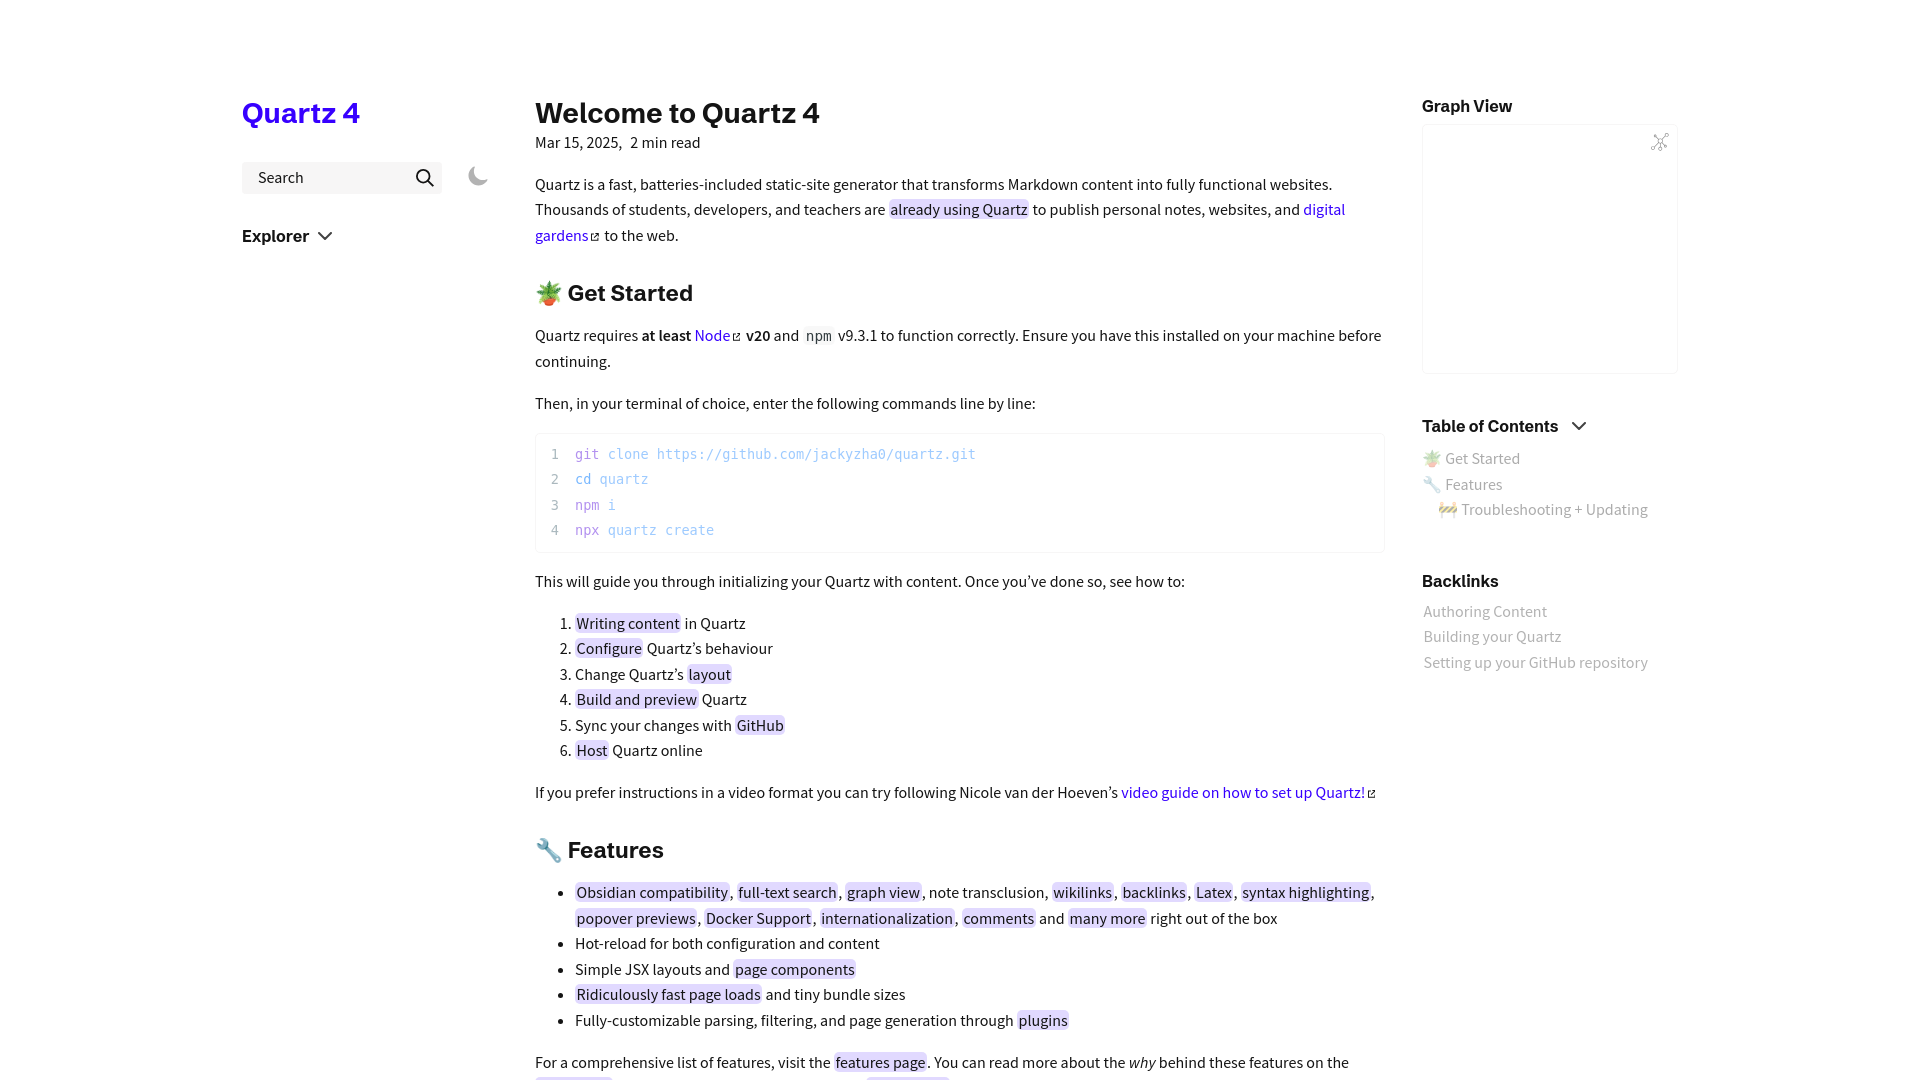 Quartz 4
Search
Explorer
Welcome to Quartz 4
Mar 15, 2025, 2 min read
Quartz is a fast, batteries-included static-site generator that transforms Markdown content into fully functional websites.
Thousands of students, developers, and teachers are already using Quartz to publish personal notes, websites, and digital
gardens to the web.
🪴 Get Started
Quartz requires at least Node v20 and npm v9.3.1 to function correctly. Ensure you have this installed on your machine before
continuing.
Then, in your terminal of choice, enter the following commands line by line:
1 git clone https://github.com/jackyzha0/quartz.git
2 cd quartz
3 npm i
4 npx quartz create
This will guide you through initializing your Quartz with content. Once you’ve done so, see how to:
1. Writing content in Quartz
2. Configure Quartz’s behaviour
3. Change Quartz’s layout
4. Build and preview Quartz
5. Sync your changes with GitHub
6. Host Quartz online
If you prefer instructions in a video format you can try following Nicole van der Hoeven’s video guide on how to set up Quartz!
🔧 Features
• Obsidian compatibility, full-text search, graph view, note transclusion, wikilinks, backlinks, Latex, syntax highlighting,
popover previews, Docker Support, internationalization, comments and many more right out of the box
• Hot-reload for both configuration and content
• Simple JSX layouts and page components
• Ridiculously fast page loads and tiny bundle sizes
• Fully-customizable parsing, filtering, and page generation through plugins
For a comprehensive list of features, visit the features page. You can read more about the why behind these features on the
Graph View
Table of Contents
🪴 Get Started
🔧 Features
🚧 Troubleshooting + Updating
Backlinks
Authoring Content
Building your Quartz
Setting up your GitHub repository